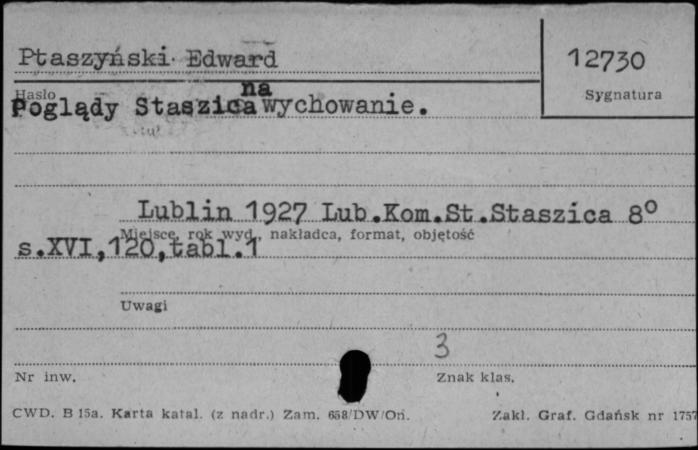 Ptaszyński Edward
12730
Hasło
Sygnatura
na
Poglądy Staszica wychowanie.
Lublin 1927 Lub.Kom.St.Staszica 8°
Miejsce, rok wyd., nakładca, format, objętość
s.XVI,120,tabl.1
Uwagi
3
Nr inw.
Znak klas.
CWD. B 15a. Karta katal. (z nadr.) Zam. 658/DW/Ori.
Zakł. Graf. Gdańsk nr 1757